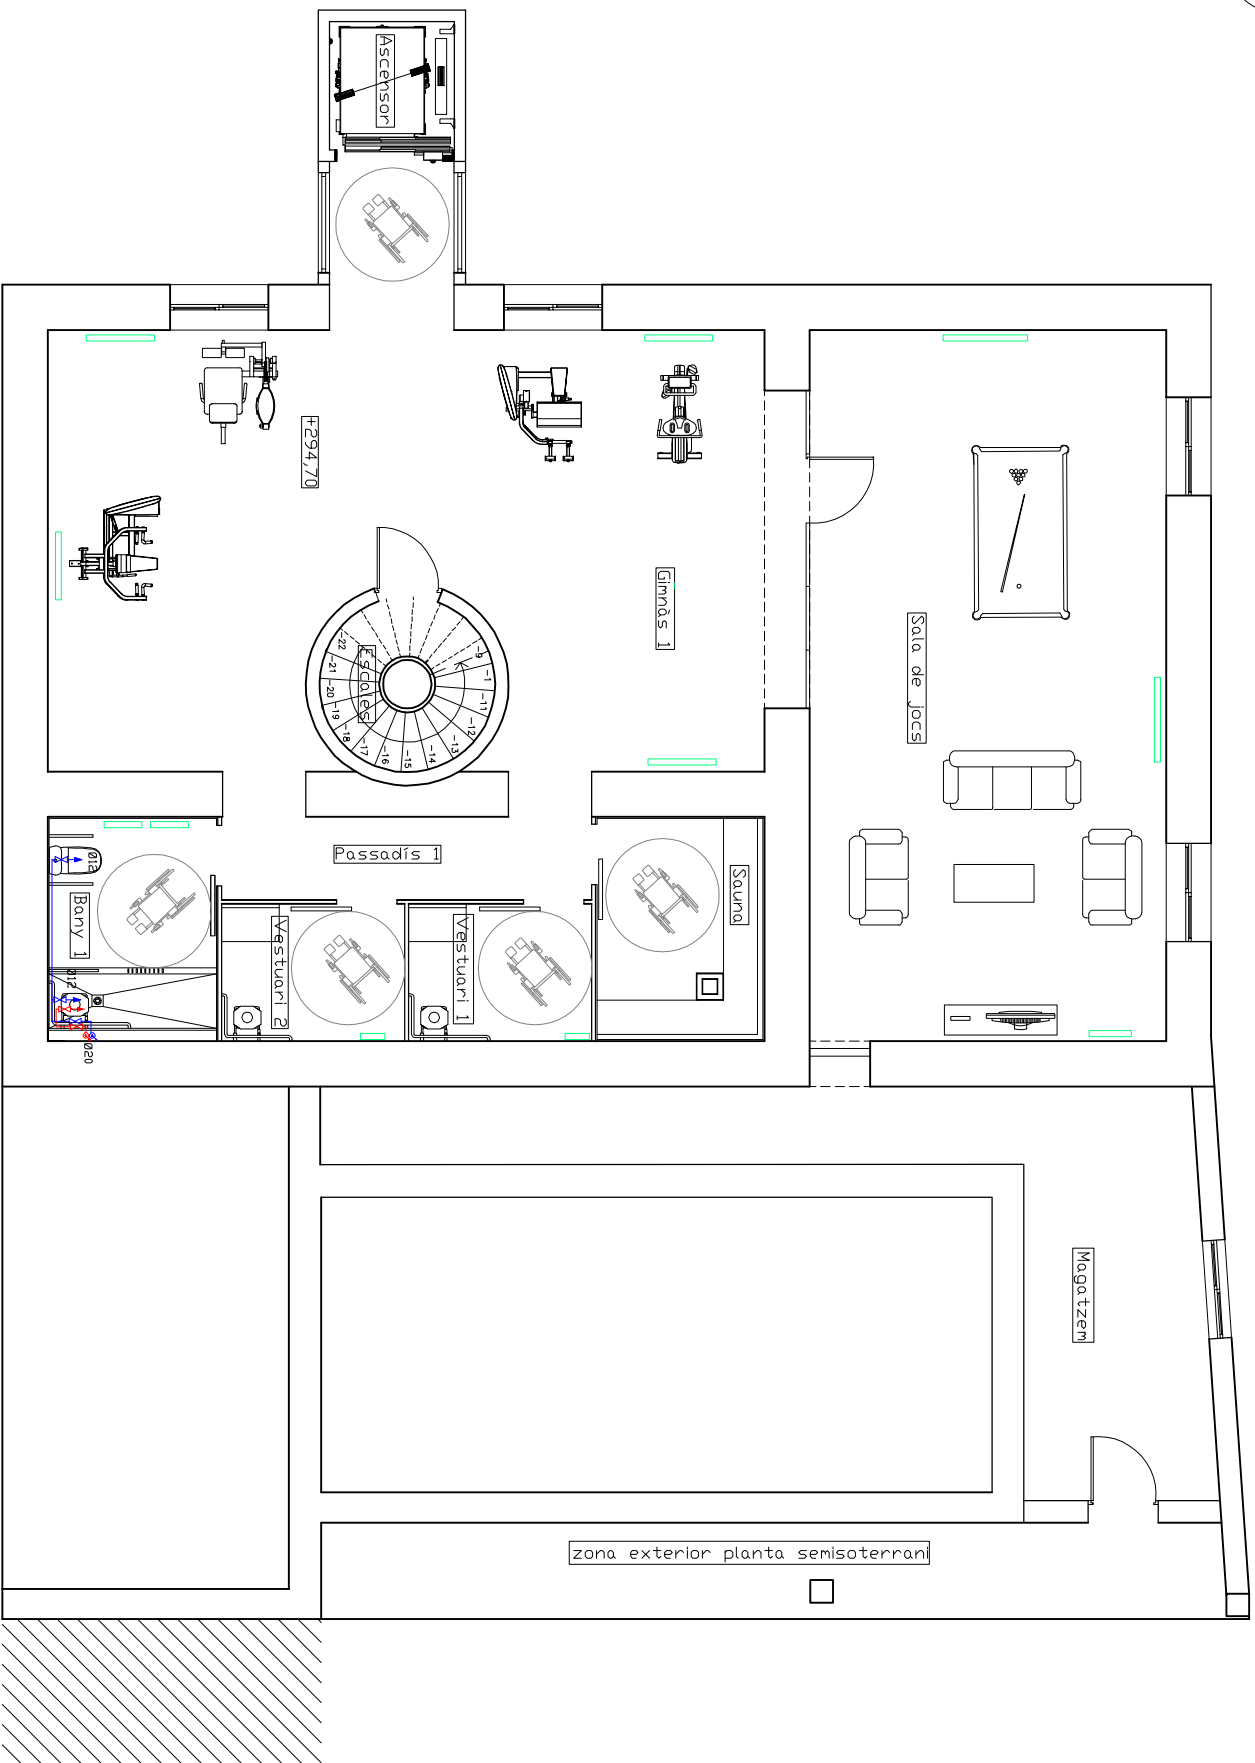 Ascensor
+294,70
Gimnàs 1
Sala de jocs
Escales
-9
-1
-11
-12
-13
-14
-15
-16
-17
-18
-19
-20
-21
-22
Passadís 1
Sauna
Bany 1
Vestuari 2
Vestuari 1
Ø12
Ø12
Ø20
Magatzem
zona exterior planta semisoterrani